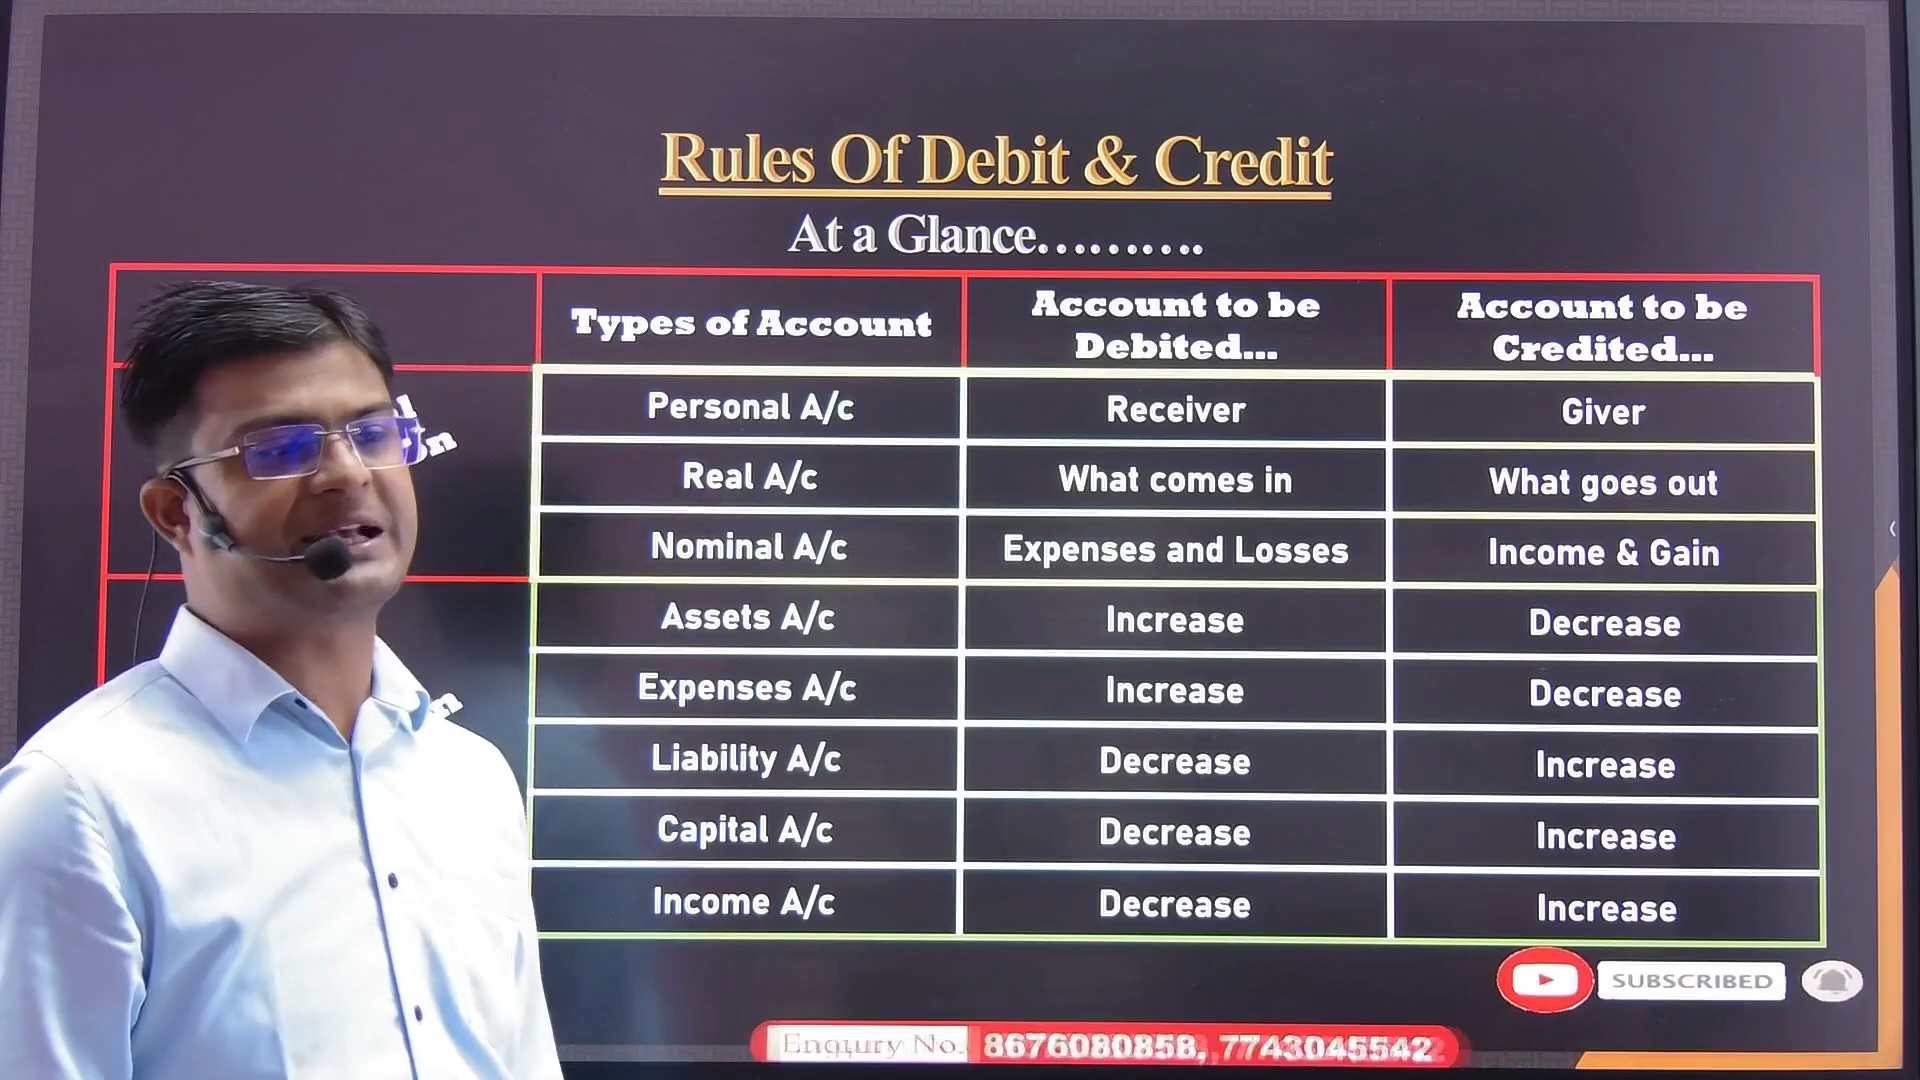 Rules Of Debit & Credit
At a Glance..........
Types of Account
Account to be
Debited...
Account to be
Credited...
Personal A/c
Receiver
Giver
Real A/c
What comes in
What goes out
Nominal A/c
Expenses and Losses
Income & Gain
Assets A/c
Increase
Decrease
Expenses A/c
Increase
Decrease
Liability A/c
Decrease
Increase
Capital A/c
Decrease
Increase
Income A/c
Decrease
Increase
SUBSCRIBED
Enquiry No. 8676080858, 7743045542